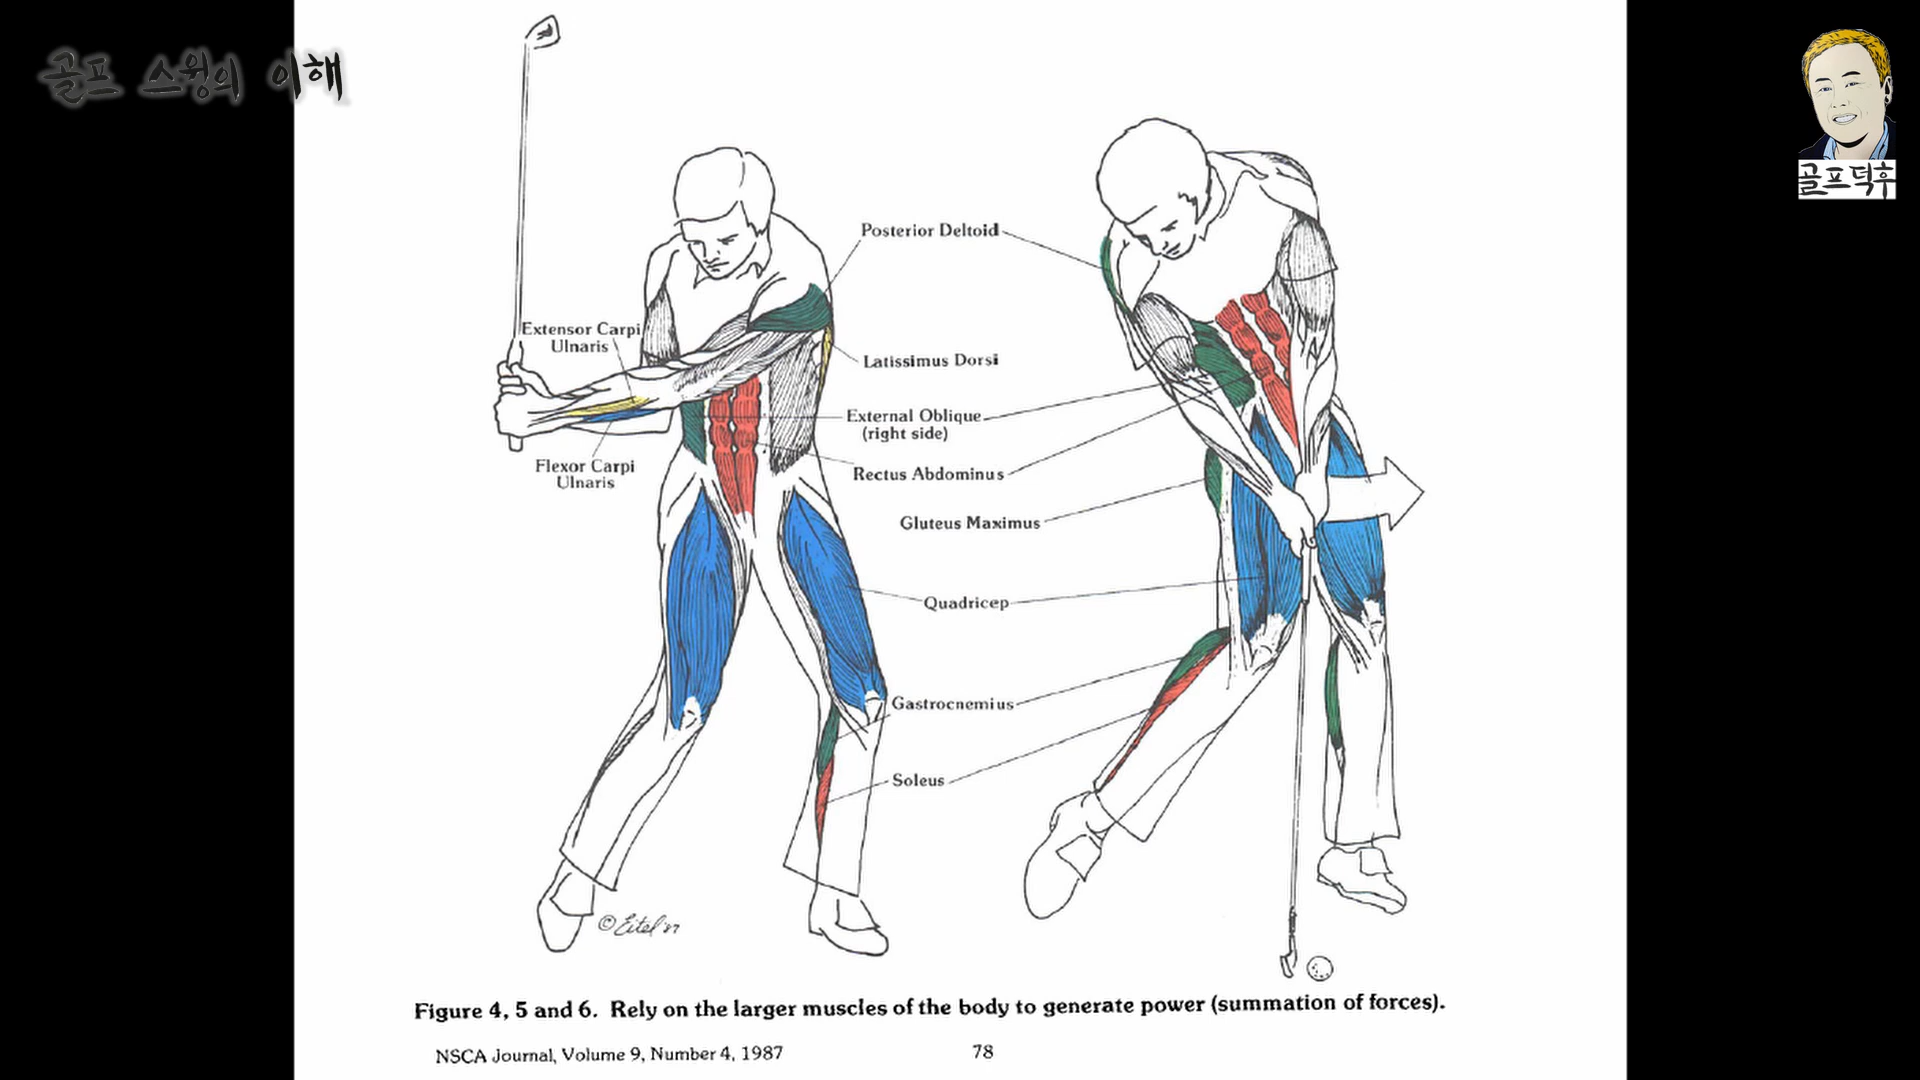 골프 스윙의 이해
골프덕후
Posterior Deltoid
Extensor Carpi
Ulnaris
Latissimus Dorsi
External Oblique
(right side)
Flexor Carpi
Ulnaris
Rectus Abdominus
Gluteus Maximus
Quadricep
Gastrocnemius
Soleus
© Eitel '87
Figure 4, 5 and 6. Rely on the larger muscles of the body to generate power (summation of forces).
NSCA Journal, Volume 9, Number 4, 1987
78